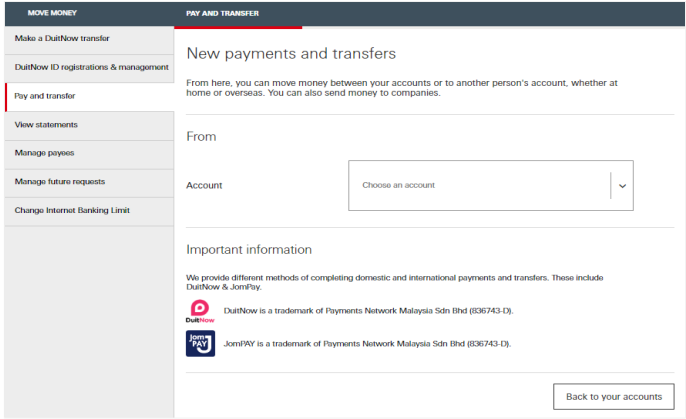 MOVE MONEY
PAY AND TRANSFER
Make a DuitNow transfer
DuitNow ID registrations & management
Pay and transfer
View statements
Manage payees
Manage future requests
Change Internet Banking Limit
New payments and transfers
From here, you can move money between your accounts or to another person's account, whether at
home or overseas. You can also send money to companies.
From
Account
Choose an account
Important information
We provide different methods of completing domestic and international payments and transfers. These include
DuitNow & JomPay.
DuitNow
DuitNow is a trademark of Payments Network Malaysia Sdn Bhd (836743-D).
Jom
PAY
JomPAY is a trademark of Payments Network Malaysia Sdn Bhd (836743-D).
Back to your accounts